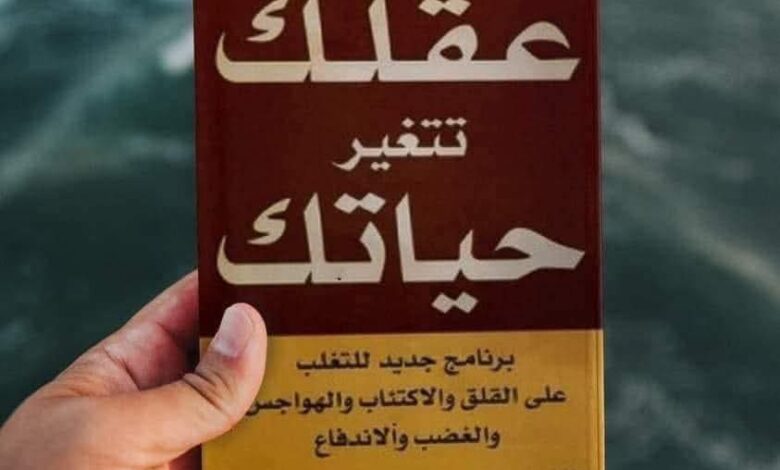 عقلك
تتغير
حياتك
برنامج جديد للتغلب
على القلق والاكتئاب والهواجس
والغضب والاندفاع